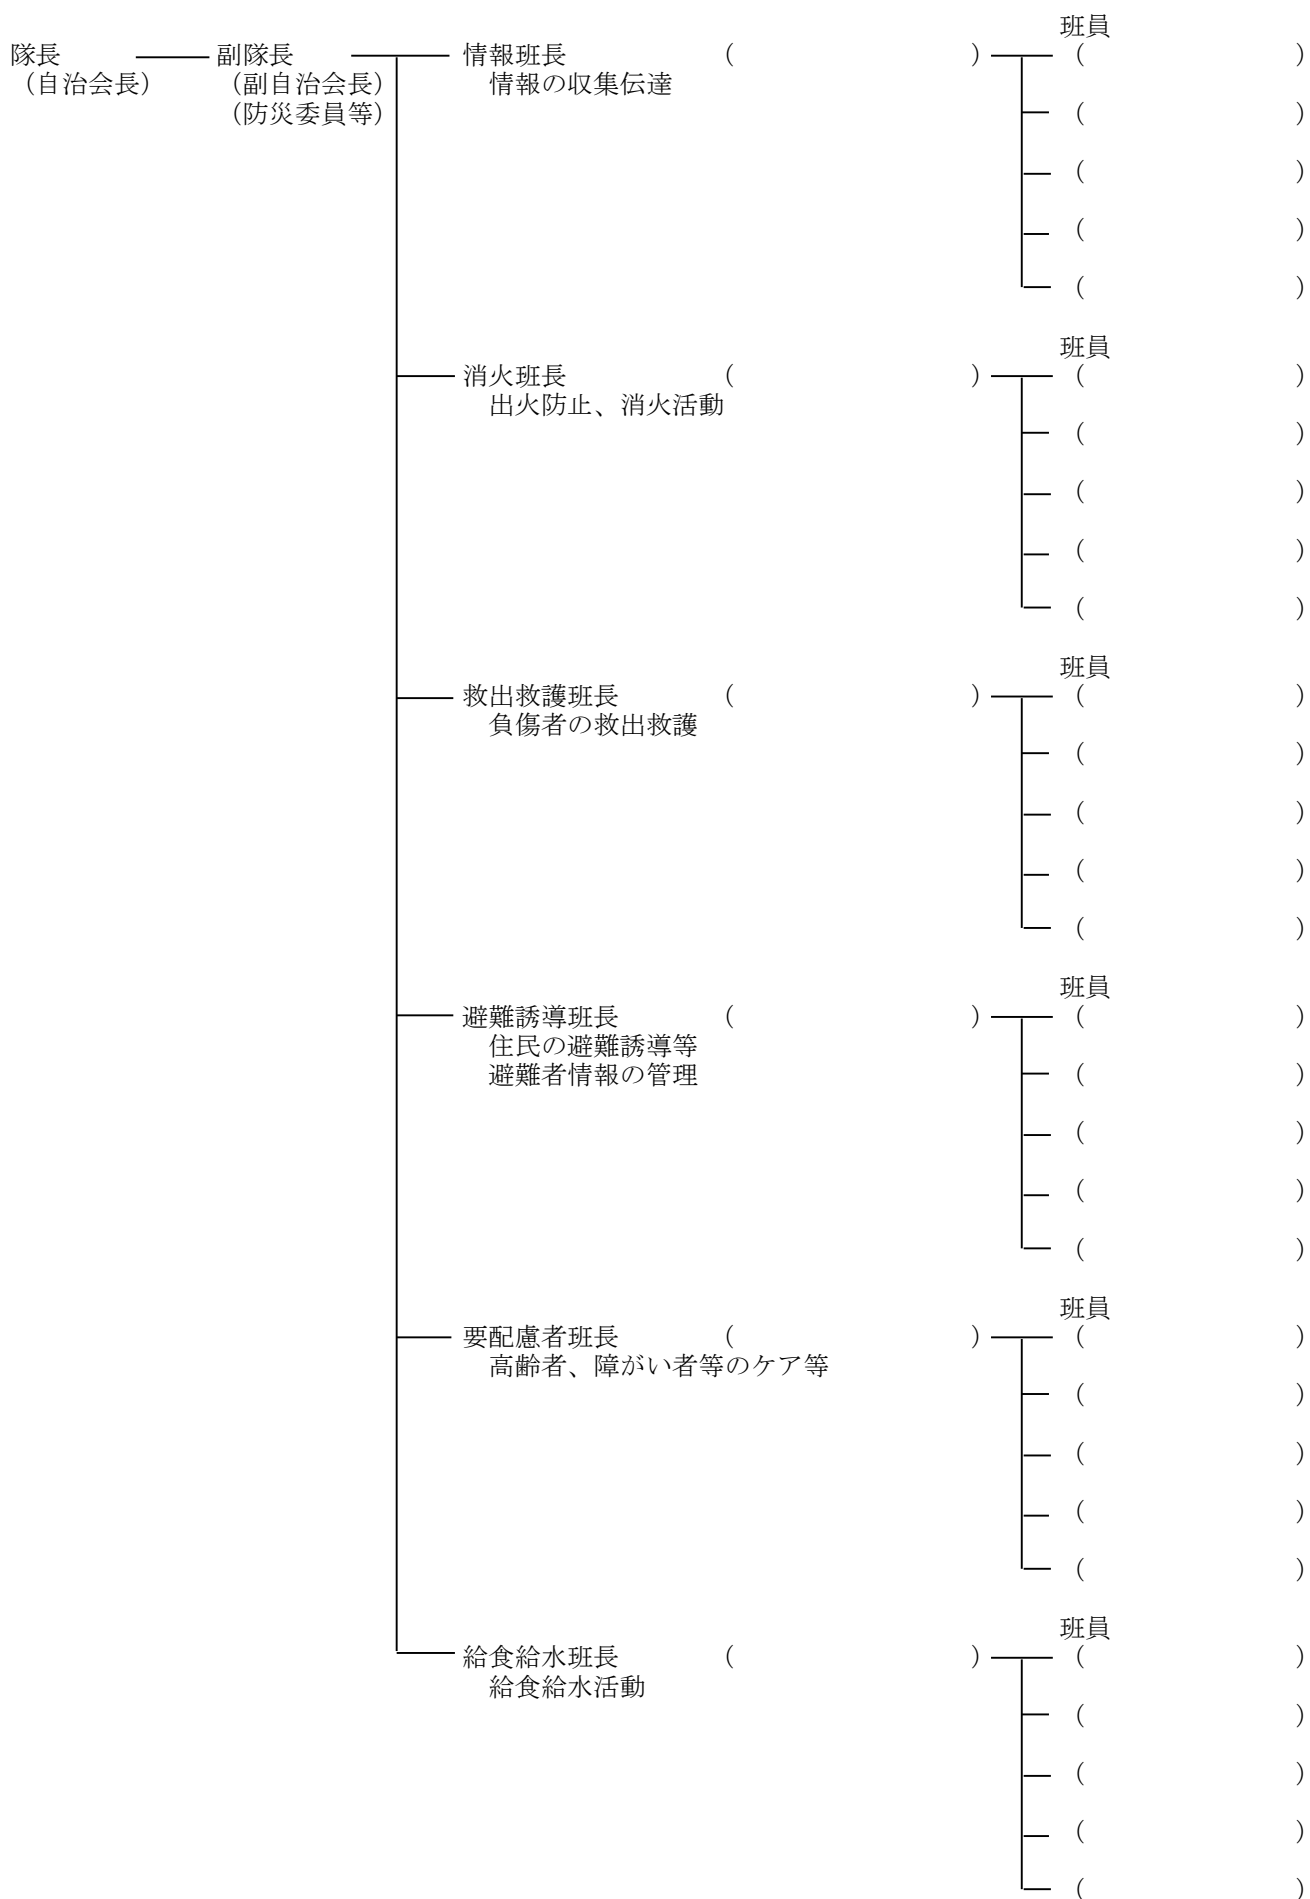 班員
隊長 副隊長 情報班長 ( ) ( )
(自治会長) (副自治会長) 情報の収集伝達
(防災委員等) ( )
( )
( )
( )
班員
消火班長 ( ) ( )
出火防止、消火活動
( )
( )
( )
( )
班員
救出救護班長 ( ) ( )
負傷者の救出救護
( )
( )
( )
( )
班員
避難誘導班長 ( ) ( )
住民の避難誘導等
避難者情報の管理 ( )
( )
( )
( )
班員
要配慮者班長 ( ) ( )
高齢者、障がい者等のケア等
( )
( )
( )
( )
班員
給食給水班長 ( ) ( )
給食給水活動
( )
( )
( )
( )